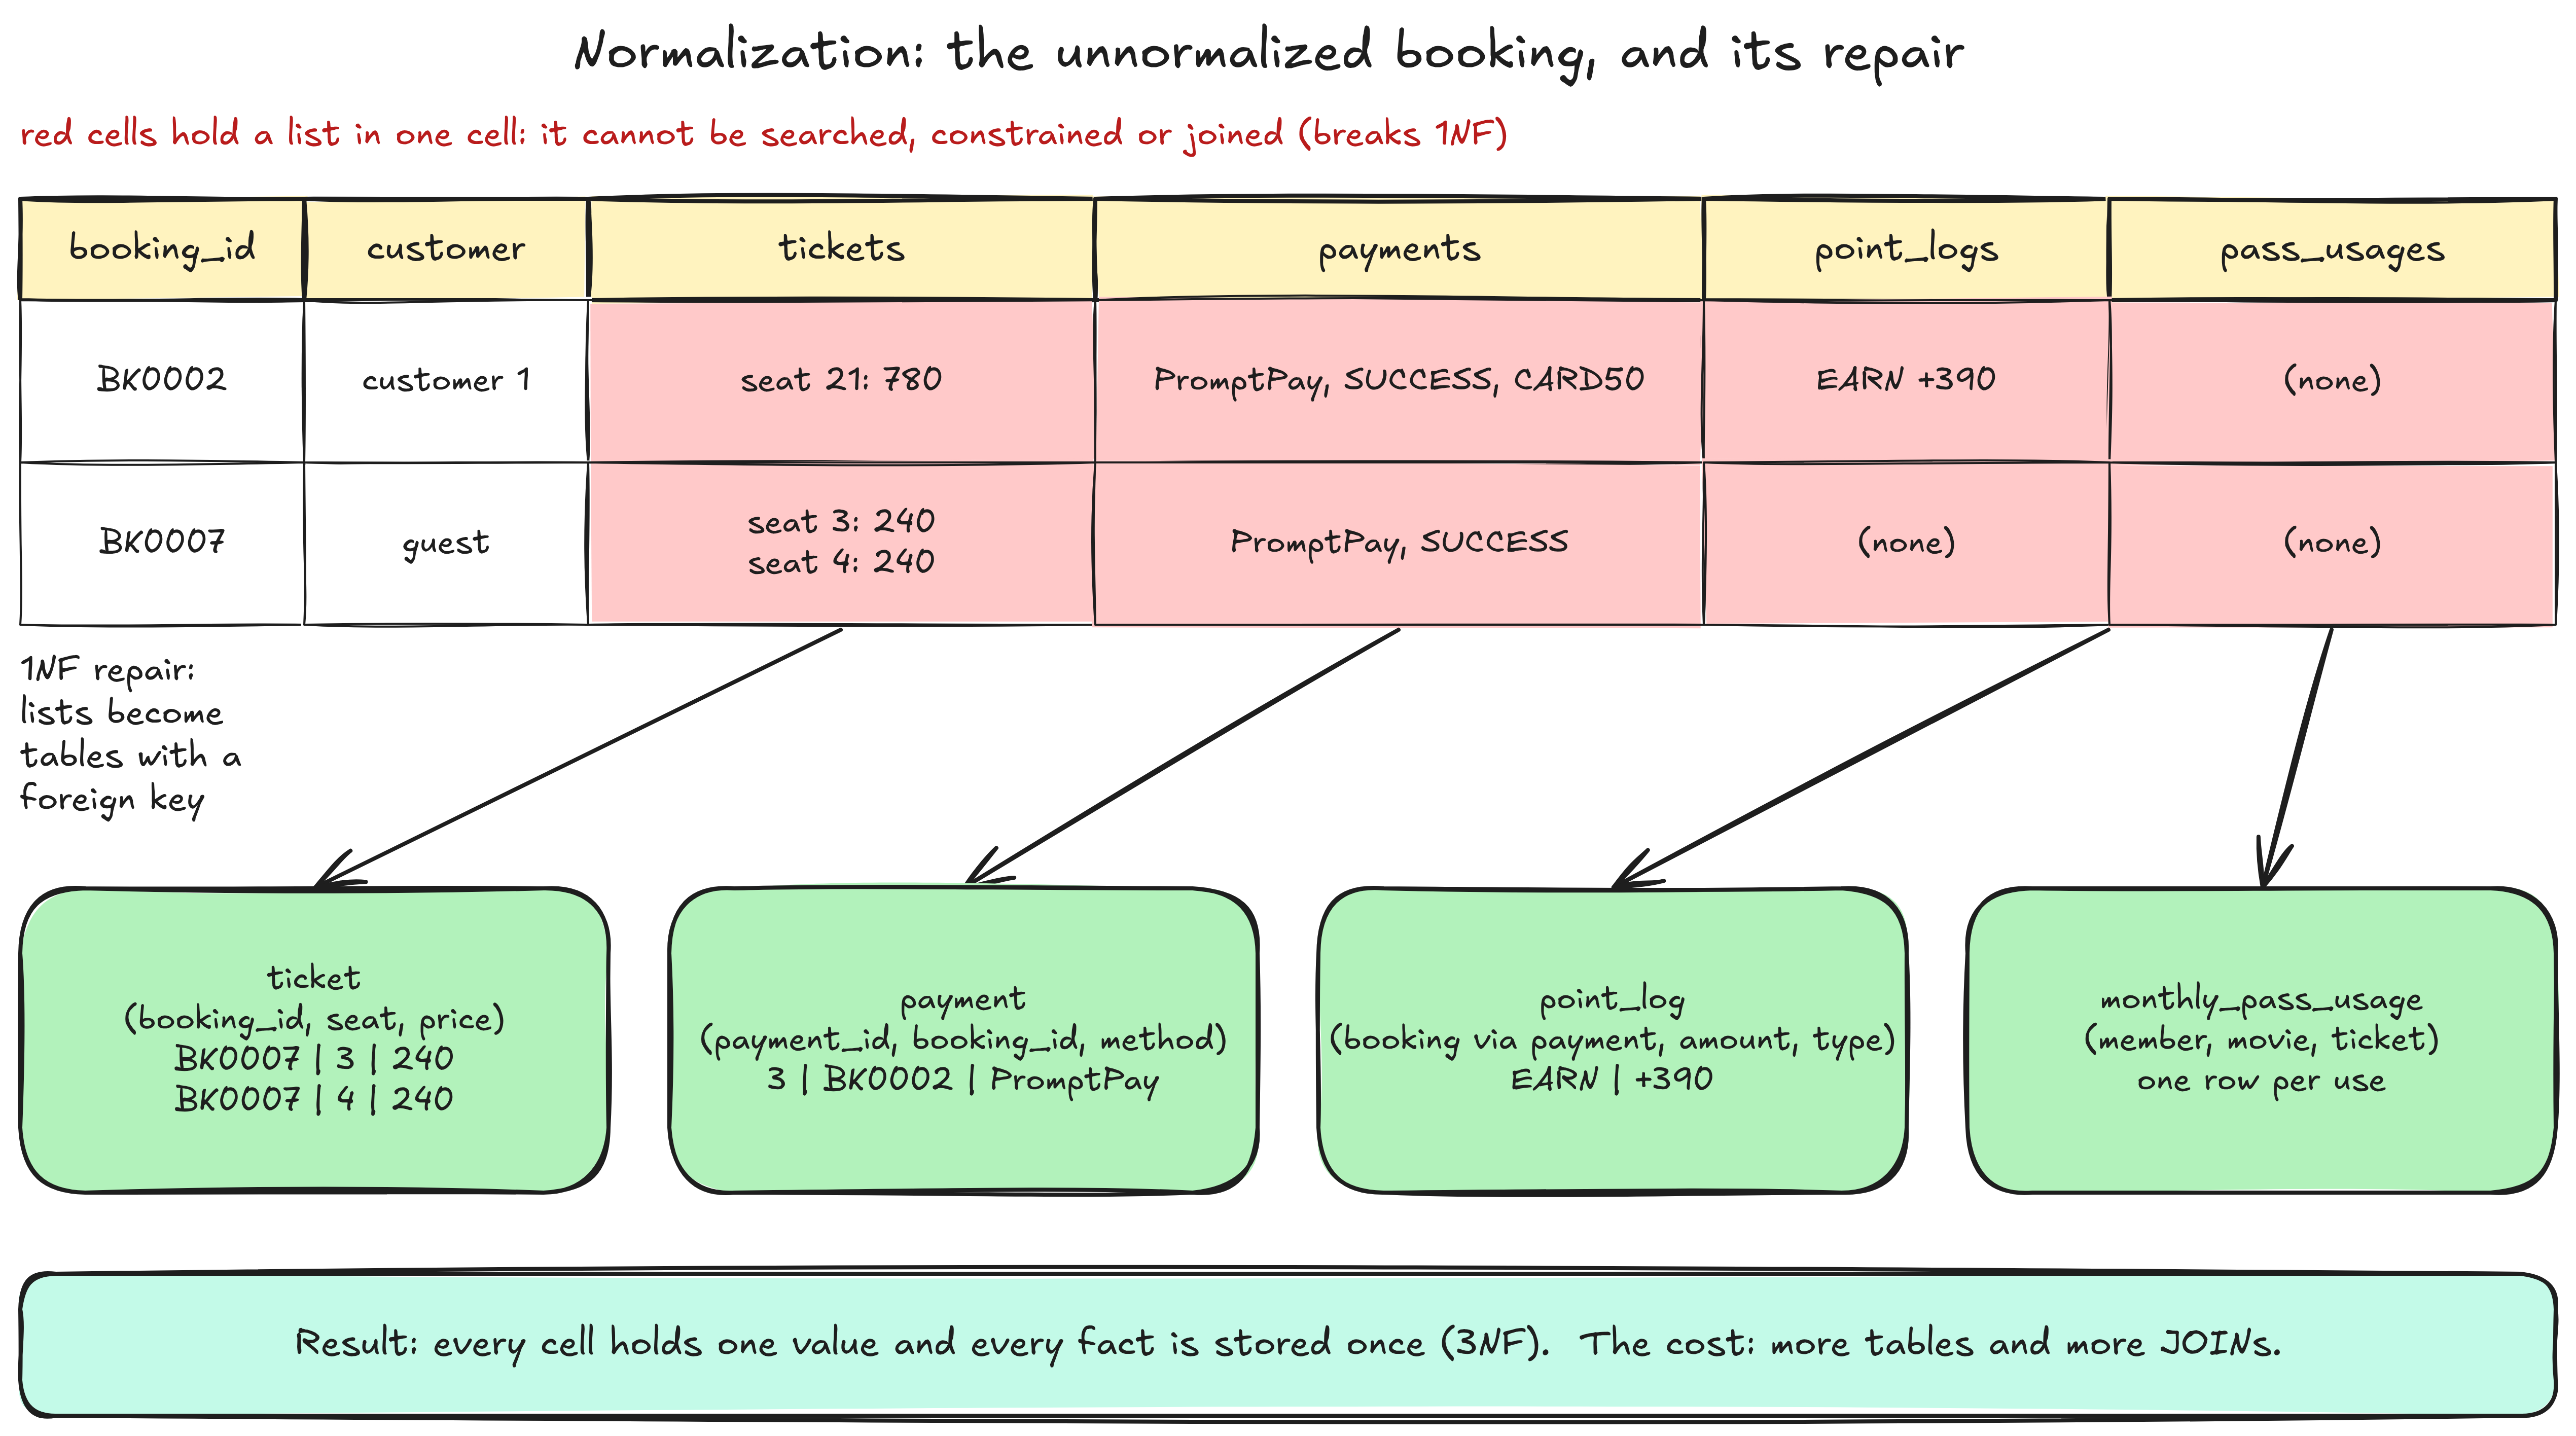 Normalization: the unnormalized booking, and its repair
red cells hold a list in one cell: it cannot be searched, constrained or joined (breaks 1NF)
booking_id customer tickets payments point_logs pass_usages
BK0002 customer 1 seat 21: 780 PromptPay, SUCCESS, CARD50 EARN +390 (none)
BK0007 guest seat 3: 240
seat 4: 240 PromptPay, SUCCESS (none) (none)
1NF repair:
lists become
tables with a
foreign key
ticket
(booking_id, seat, price)
BK0007 | 3 | 240
BK0007 | 4 | 240
payment
(payment_id, booking_id, method)
3 | BK0002 | PromptPay
point_log
(booking via payment, amount, type)
EARN | +390
monthly_pass_usage
(member, movie, ticket)
one row per use
Result: every cell holds one value and every fact is stored once (3NF). The cost: more tables and more JOINs.